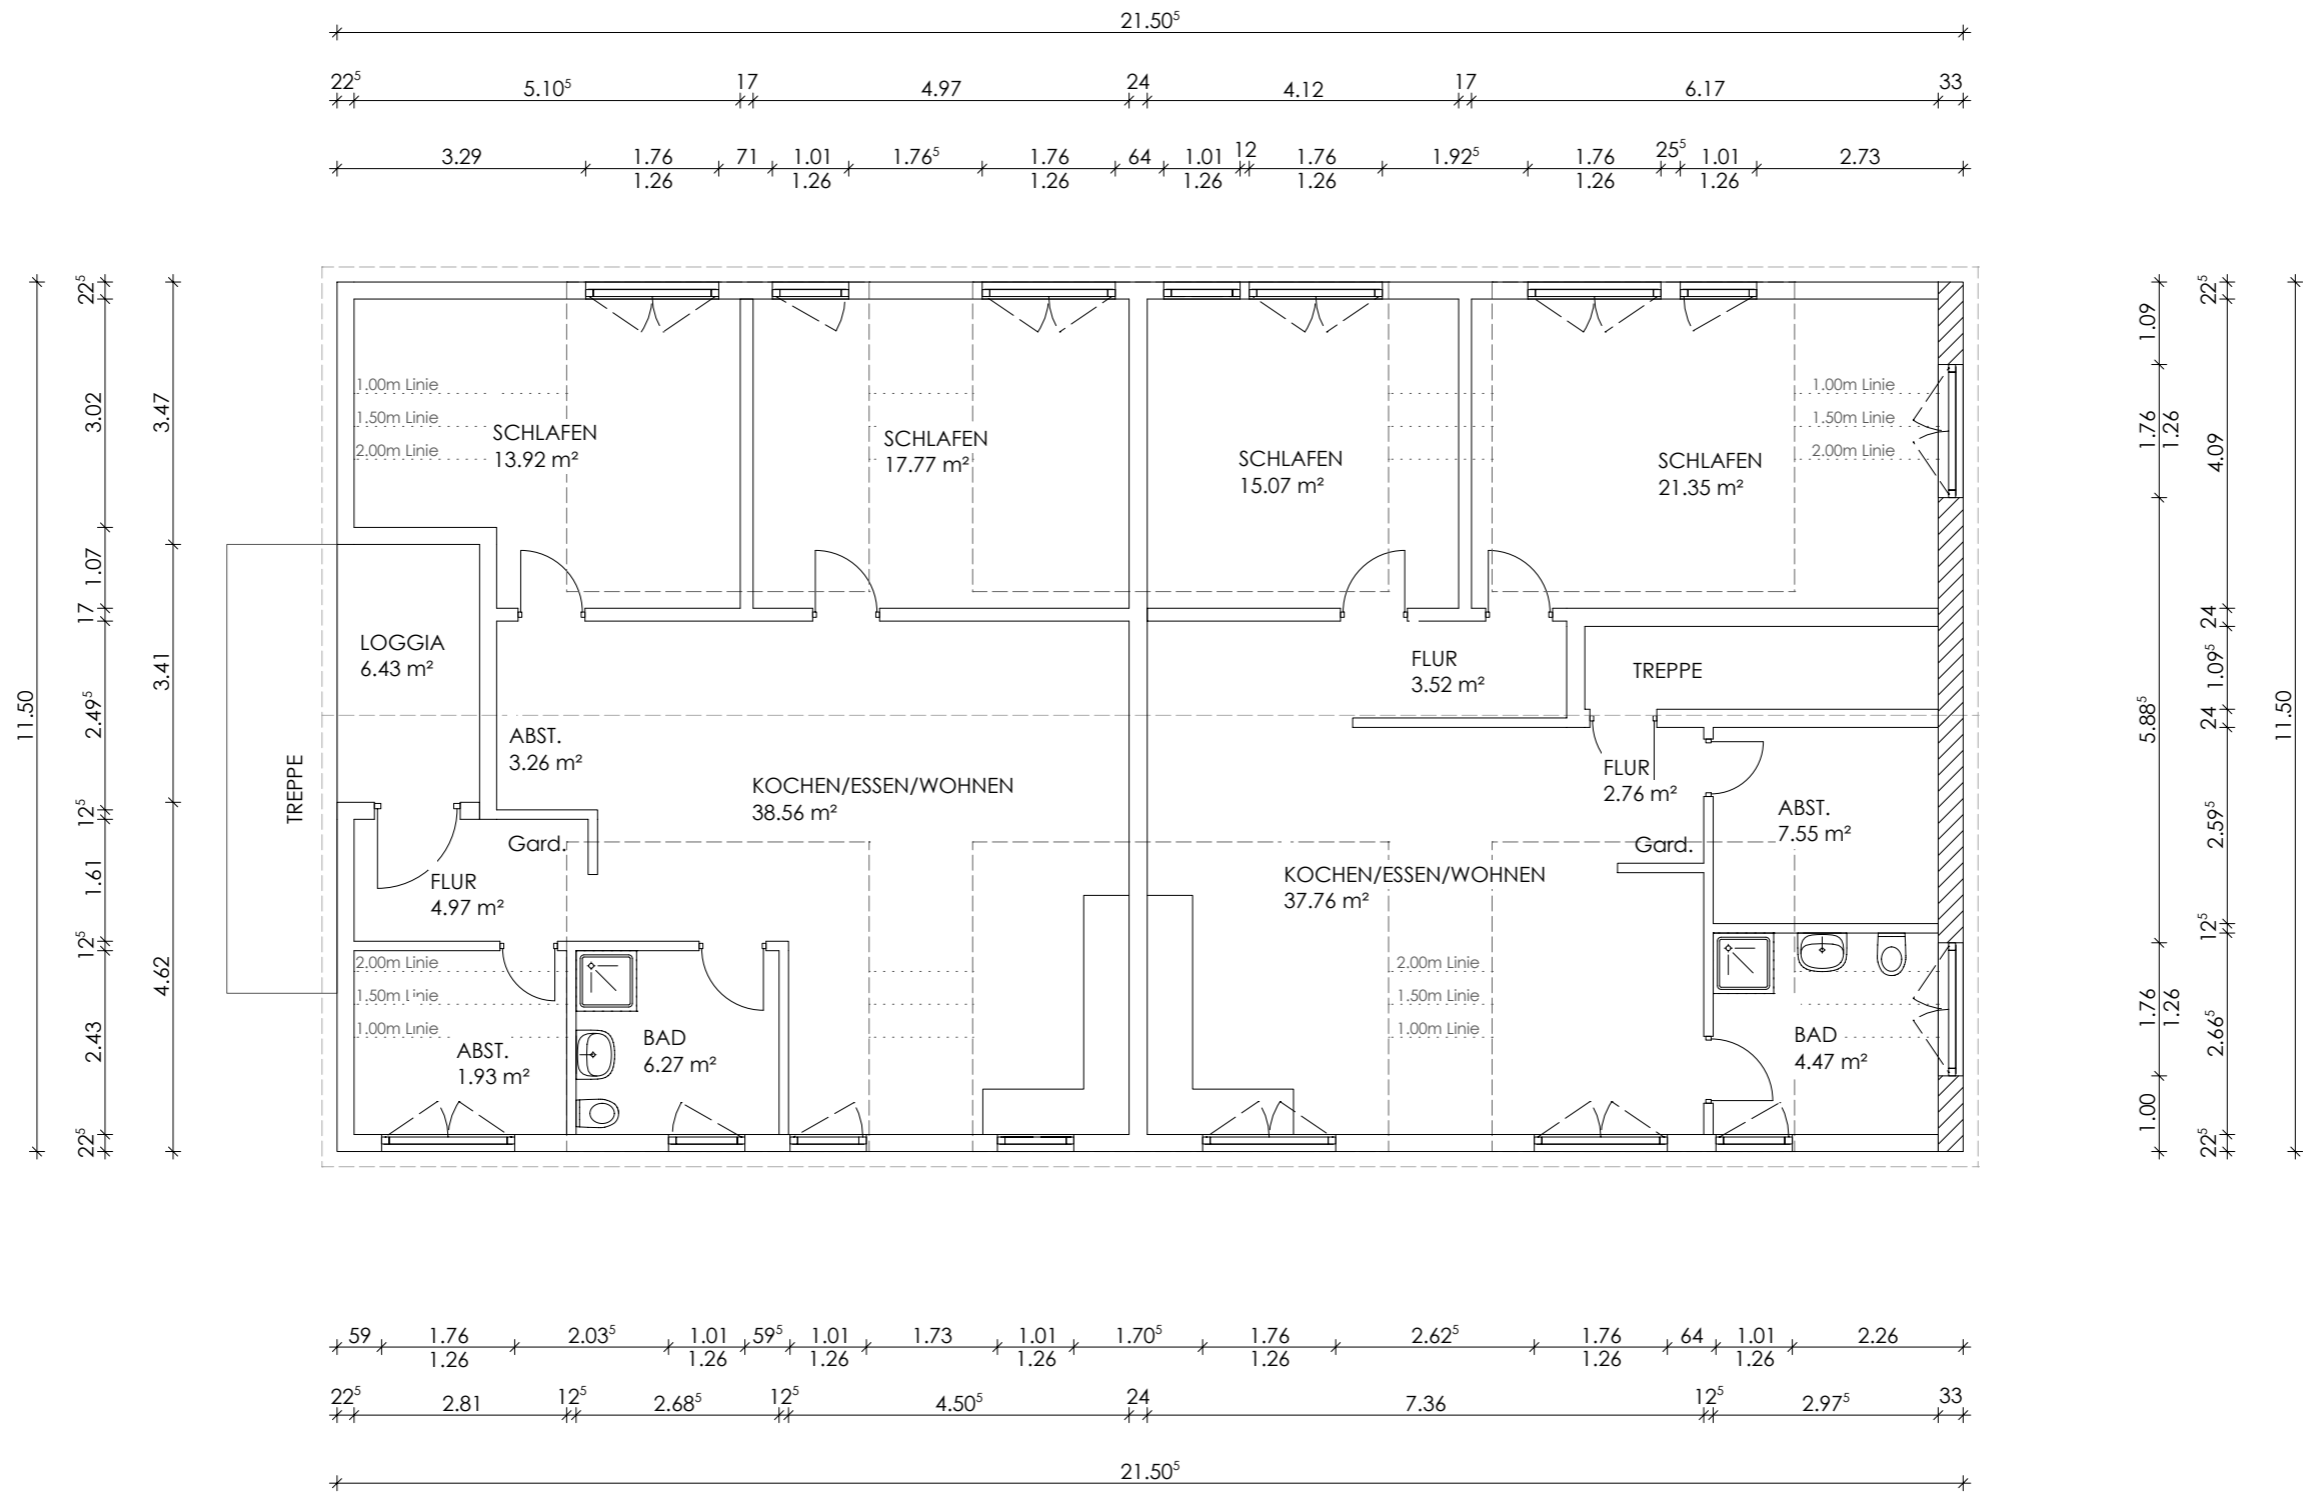 21.50⁵
22⁵ 5.10⁵ 17 4.97 24 4.12 17 6.17 33
3.29 1.76 71 1.01 1.76⁵ 1.76 64 1.01 12 1.76 1.92⁵ 1.76 25⁵ 1.01 2.73
1.26 1.26 1.26 1.26 1.26 1.26 1.26
11.50
22⁵ 3.02 1.07 17 2.49⁵ 12⁵ 1.61 12⁵ 2.43 22⁵
3.47 3.41 4.62
1.00m Linie
1.50m Linie
2.00m Linie
SCHLAFEN
13.92 m²
SCHLAFEN
17.77 m²
SCHLAFEN
15.07 m²
SCHLAFEN
21.35 m²
1.00m Linie
1.50m Linie
2.00m Linie
LOGGIA
6.43 m²
TREPPE
FLUR
3.52 m²
TREPPE
ABST.
3.26 m²
KOCHEN/ESSEN/WOHNEN
38.56 m²
FLUR
2.76 m²
ABST.
7.55 m²
Gard.
Gard.
FLUR
4.97 m²
KOCHEN/ESSEN/WOHNEN
37.76 m²
2.00m Linie
1.50m Linie
1.00m Linie
2.00m Linie
1.50m Linie
1.00m Linie
ABST.
1.93 m²
BAD
6.27 m²
BAD
4.47 m²
1.09 1.76 5.88⁵ 1.76 1.00
1.26 1.26
22⁵ 4.09 24 1.09⁵ 24 2.59⁵ 12⁵ 2.66⁵ 22⁵
11.50
59 1.76 2.03⁵ 1.01 59⁵ 1.01 1.73 1.01 1.70⁵ 1.76 2.62⁵ 1.76 64 1.01 2.26
1.26 1.26 1.26 1.26 1.26 1.26 1.26
22⁵ 2.81 12⁵ 2.68⁵ 12⁵ 4.50⁵ 24 7.36 12⁵ 2.97⁵ 33
21.50⁵